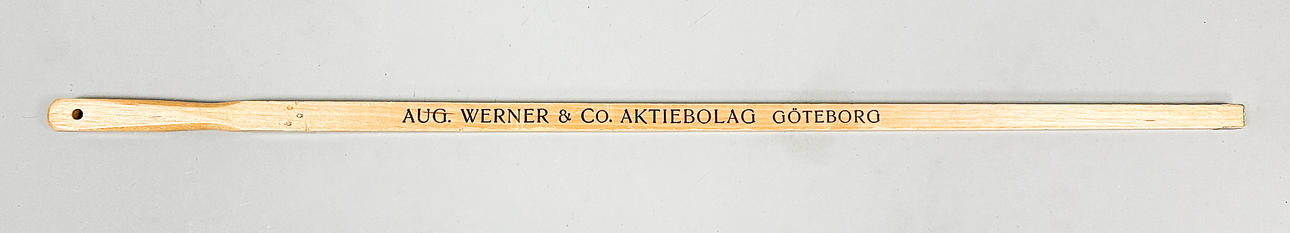 AUG. WERNER & CO. AKTIEBOLAG GÖTEBORG